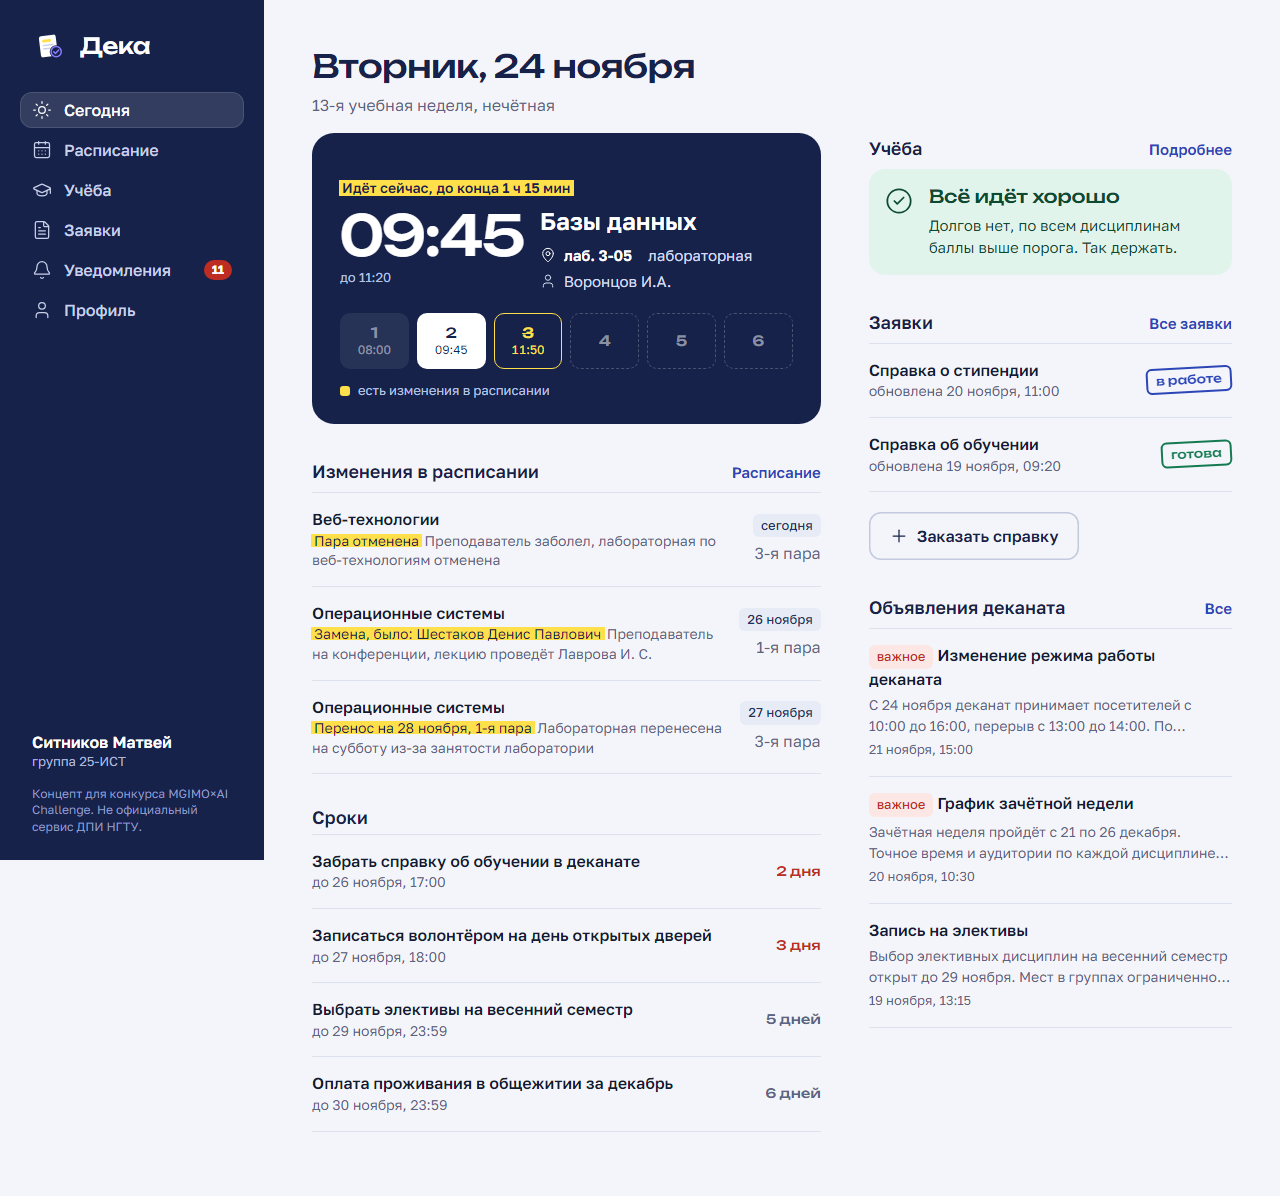 Дека
Сегодня
Расписание
Учёба
Заявки
Уведомления 11
Профиль
Ситников Матвей
группа 25-ИСТ
Концепт для конкурса MGIMO×AI
Challenge. Не официальный
сервис ДПИ НГТУ.
Вторник, 24 ноября
13-я учебная неделя, нечётная
Идёт сейчас, до конца 1 ч 15 мин
09:45
до 11:20
Базы данных
лаб. 3-05 лабораторная
Воронцов И.А.
1
08:00
2
09:45
3
11:50
4
5
6
есть изменения в расписании
Изменения в расписании Расписание
Веб-технологии
Пара отменена Преподаватель заболел, лабораторная по
веб-технологиям отменена
сегодня
3-я пара
Операционные системы
Замена, было: Шестаков Денис Павлович Преподаватель
на конференции, лекцию проведёт Лаврова И. С.
26 ноября
1-я пара
Операционные системы
Перенос на 28 ноября, 1-я пара Лабораторная перенесена
на субботу из-за занятости лаборатории
27 ноября
3-я пара
Сроки
Забрать справку об обучении в деканате
до 26 ноября, 17:00
2 дня
Записаться волонтёром на день открытых дверей
до 27 ноября, 18:00
3 дня
Выбрать элективы на весенний семестр
до 29 ноября, 23:59
5 дней
Оплата проживания в общежитии за декабрь
до 30 ноября, 23:59
6 дней
Учёба Подробнее
Всё идёт хорошо
Долгов нет, по всем дисциплинам
баллы выше порога. Так держать.
Заявки Все заявки
Справка о стипендии
обновлена 20 ноября, 11:00
в работе
Справка об обучении
обновлена 19 ноября, 09:20
готова
Заказать справку
Объявления деканата Все
важное Изменение режима работы
деканата
С 24 ноября деканат принимает посетителей с
10:00 до 16:00, перерыв с 13:00 до 14:00. По…
21 ноября, 15:00
важное График зачётной недели
Зачётная неделя пройдёт с 21 по 26 декабря.
Точное время и аудитории по каждой дисциплине…
20 ноября, 10:30
Запись на элективы
Выбор элективных дисциплин на весенний семестр
открыт до 29 ноября. Мест в группах ограниченно…
19 ноября, 13:15